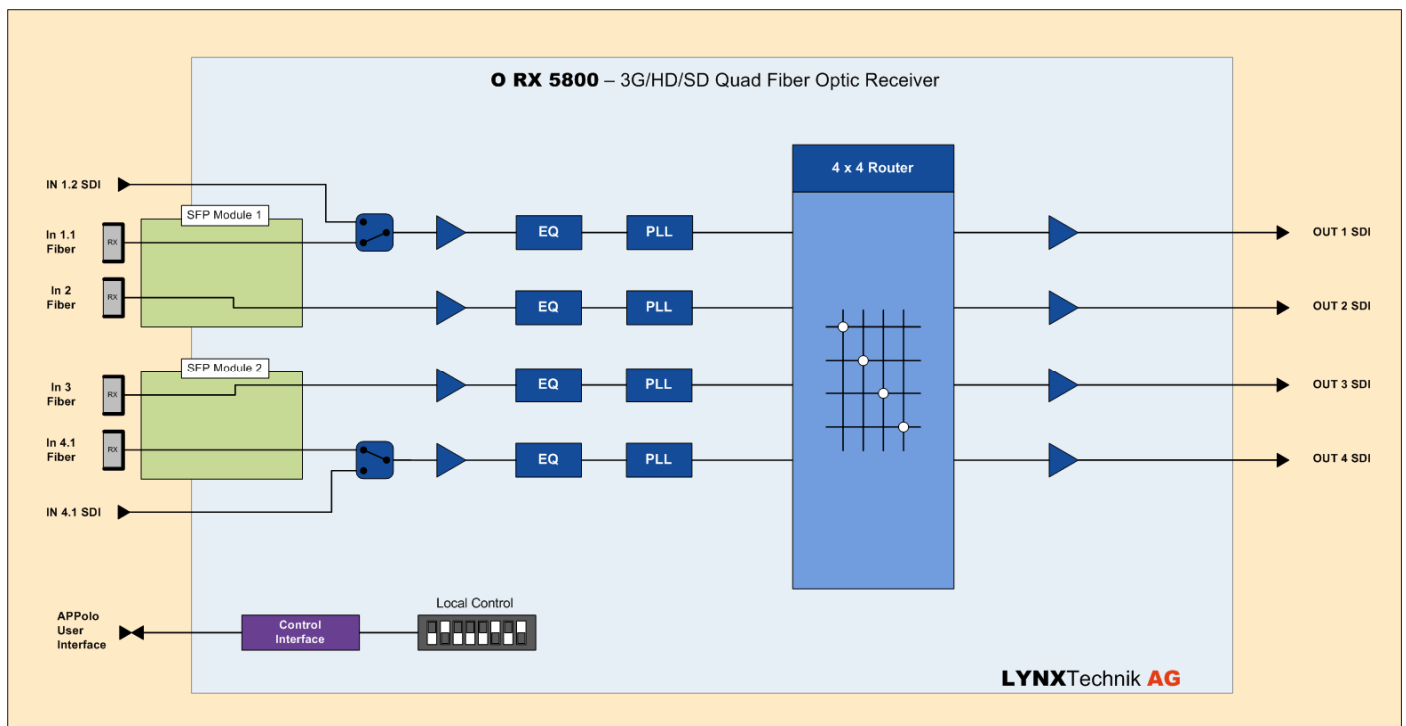 O RX 5800 – 3G/HD/SD Quad Fiber Optic Receiver
4 x 4 Router
IN 1.2 SDI
SFP Module 1
In 1.1
Fiber
RX
EQ
PLL
OUT 1 SDI
In 2
Fiber
RX
EQ
PLL
OUT 2 SDI
SFP Module 2
In 3
Fiber
RX
EQ
PLL
OUT 3 SDI
In 4.1
Fiber
RX
EQ
PLL
OUT 4 SDI
IN 4.1 SDI
Local Control
APPolo
User
Interface
Control
Interface
LYNXTechnik AG